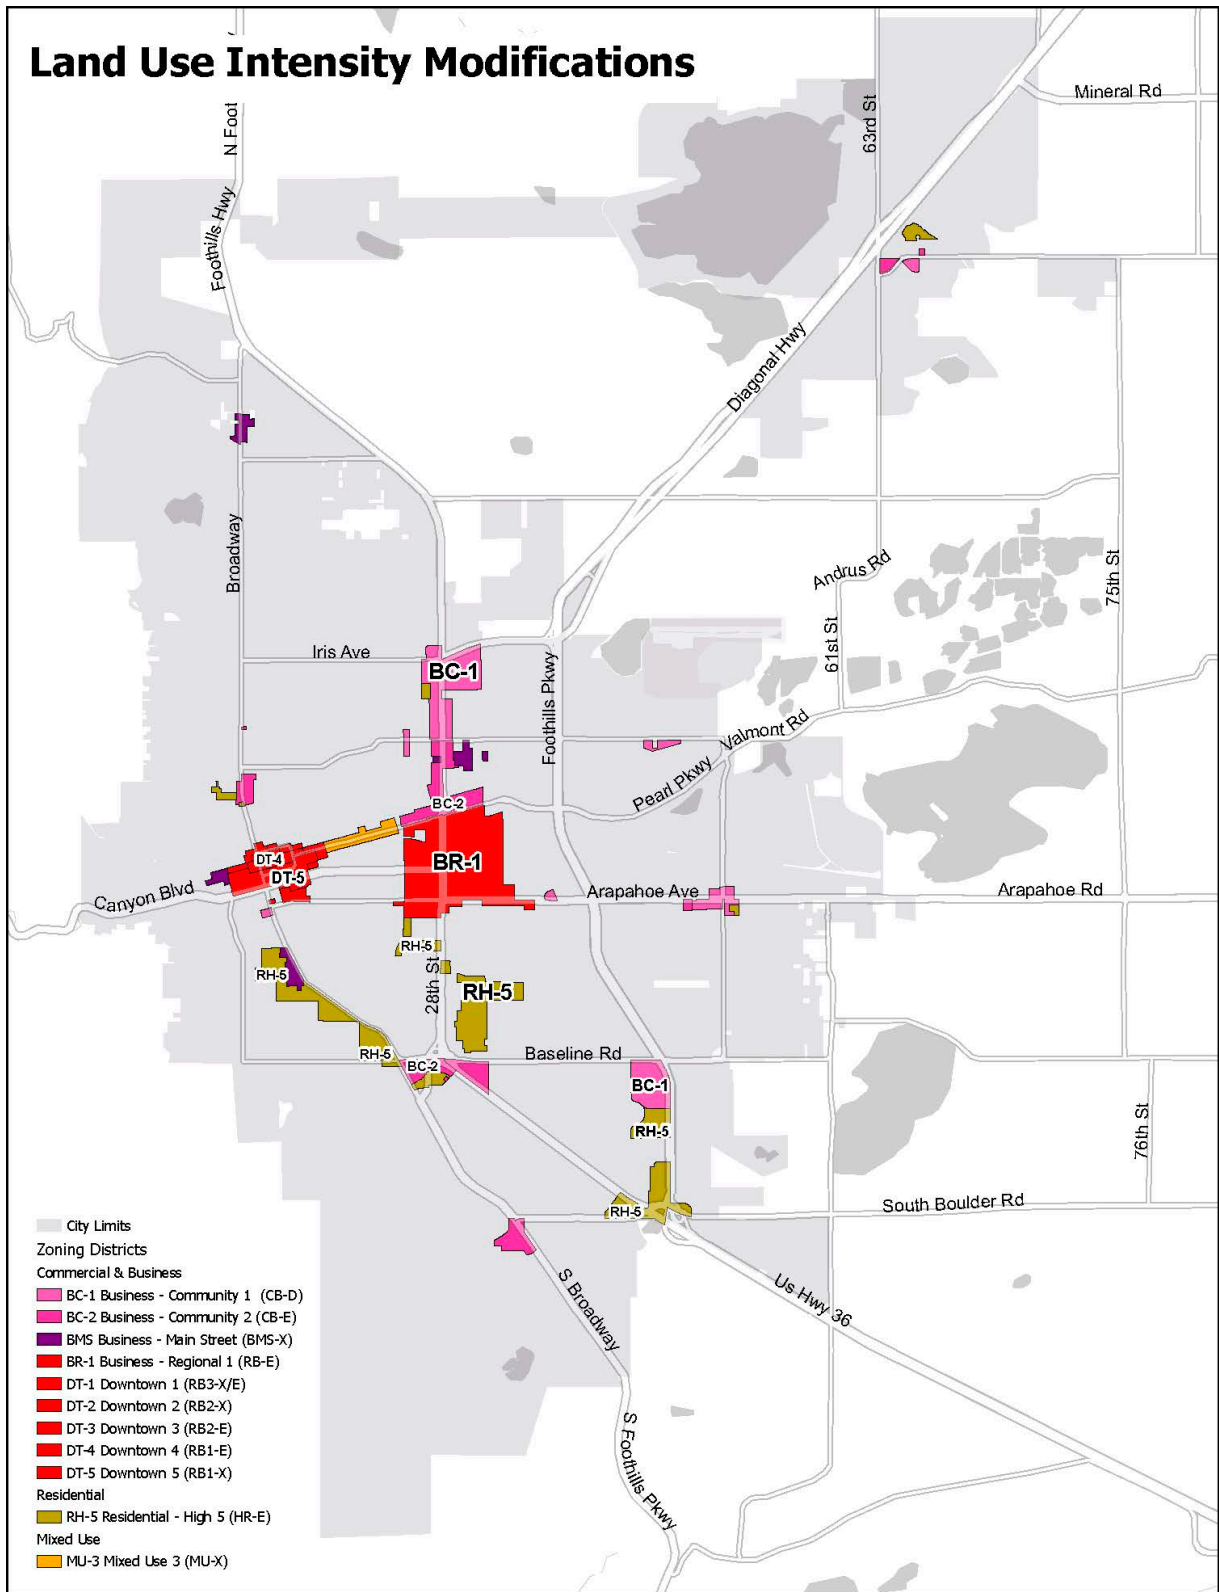 Land Use Intensity Modifications
Mineral Rd
63rd St
N Foot
Foothills Hwy
Diagonal Hwy
Broadway
Andrus Rd
75th St
61st St
Iris Ave
BC-1
Foothills Pkwy
Valmont Rd
Pearl Pkwy
BC-2
DT-4
BR-1
DT-5
Canyon Blvd
Arapahoe Ave
Arapahoe Rd
RH-5
RH-5
28th St
RH-5
RH-5
Baseline Rd
BC-2
BC-1
RH-5
76th St
RH-5
South Boulder Rd
S Broadway
Us Hwy 36
S Foothills Pkwy
City Limits
Zoning Districts
Commercial & Business
BC-1 Business - Community 1 (CB-D)
BC-2 Business - Community 2 (CB-E)
BMS Business - Main Street (BMS-X)
BR-1 Business - Regional 1 (RB-E)
DT-1 Downtown 1 (RB3-X/E)
DT-2 Downtown 2 (RB2-X)
DT-3 Downtown 3 (RB2-E)
DT-4 Downtown 4 (RB1-E)
DT-5 Downtown 5 (RB1-X)
Residential
RH-5 Residential - High 5 (HR-E)
Mixed Use
MU-3 Mixed Use 3 (MU-X)